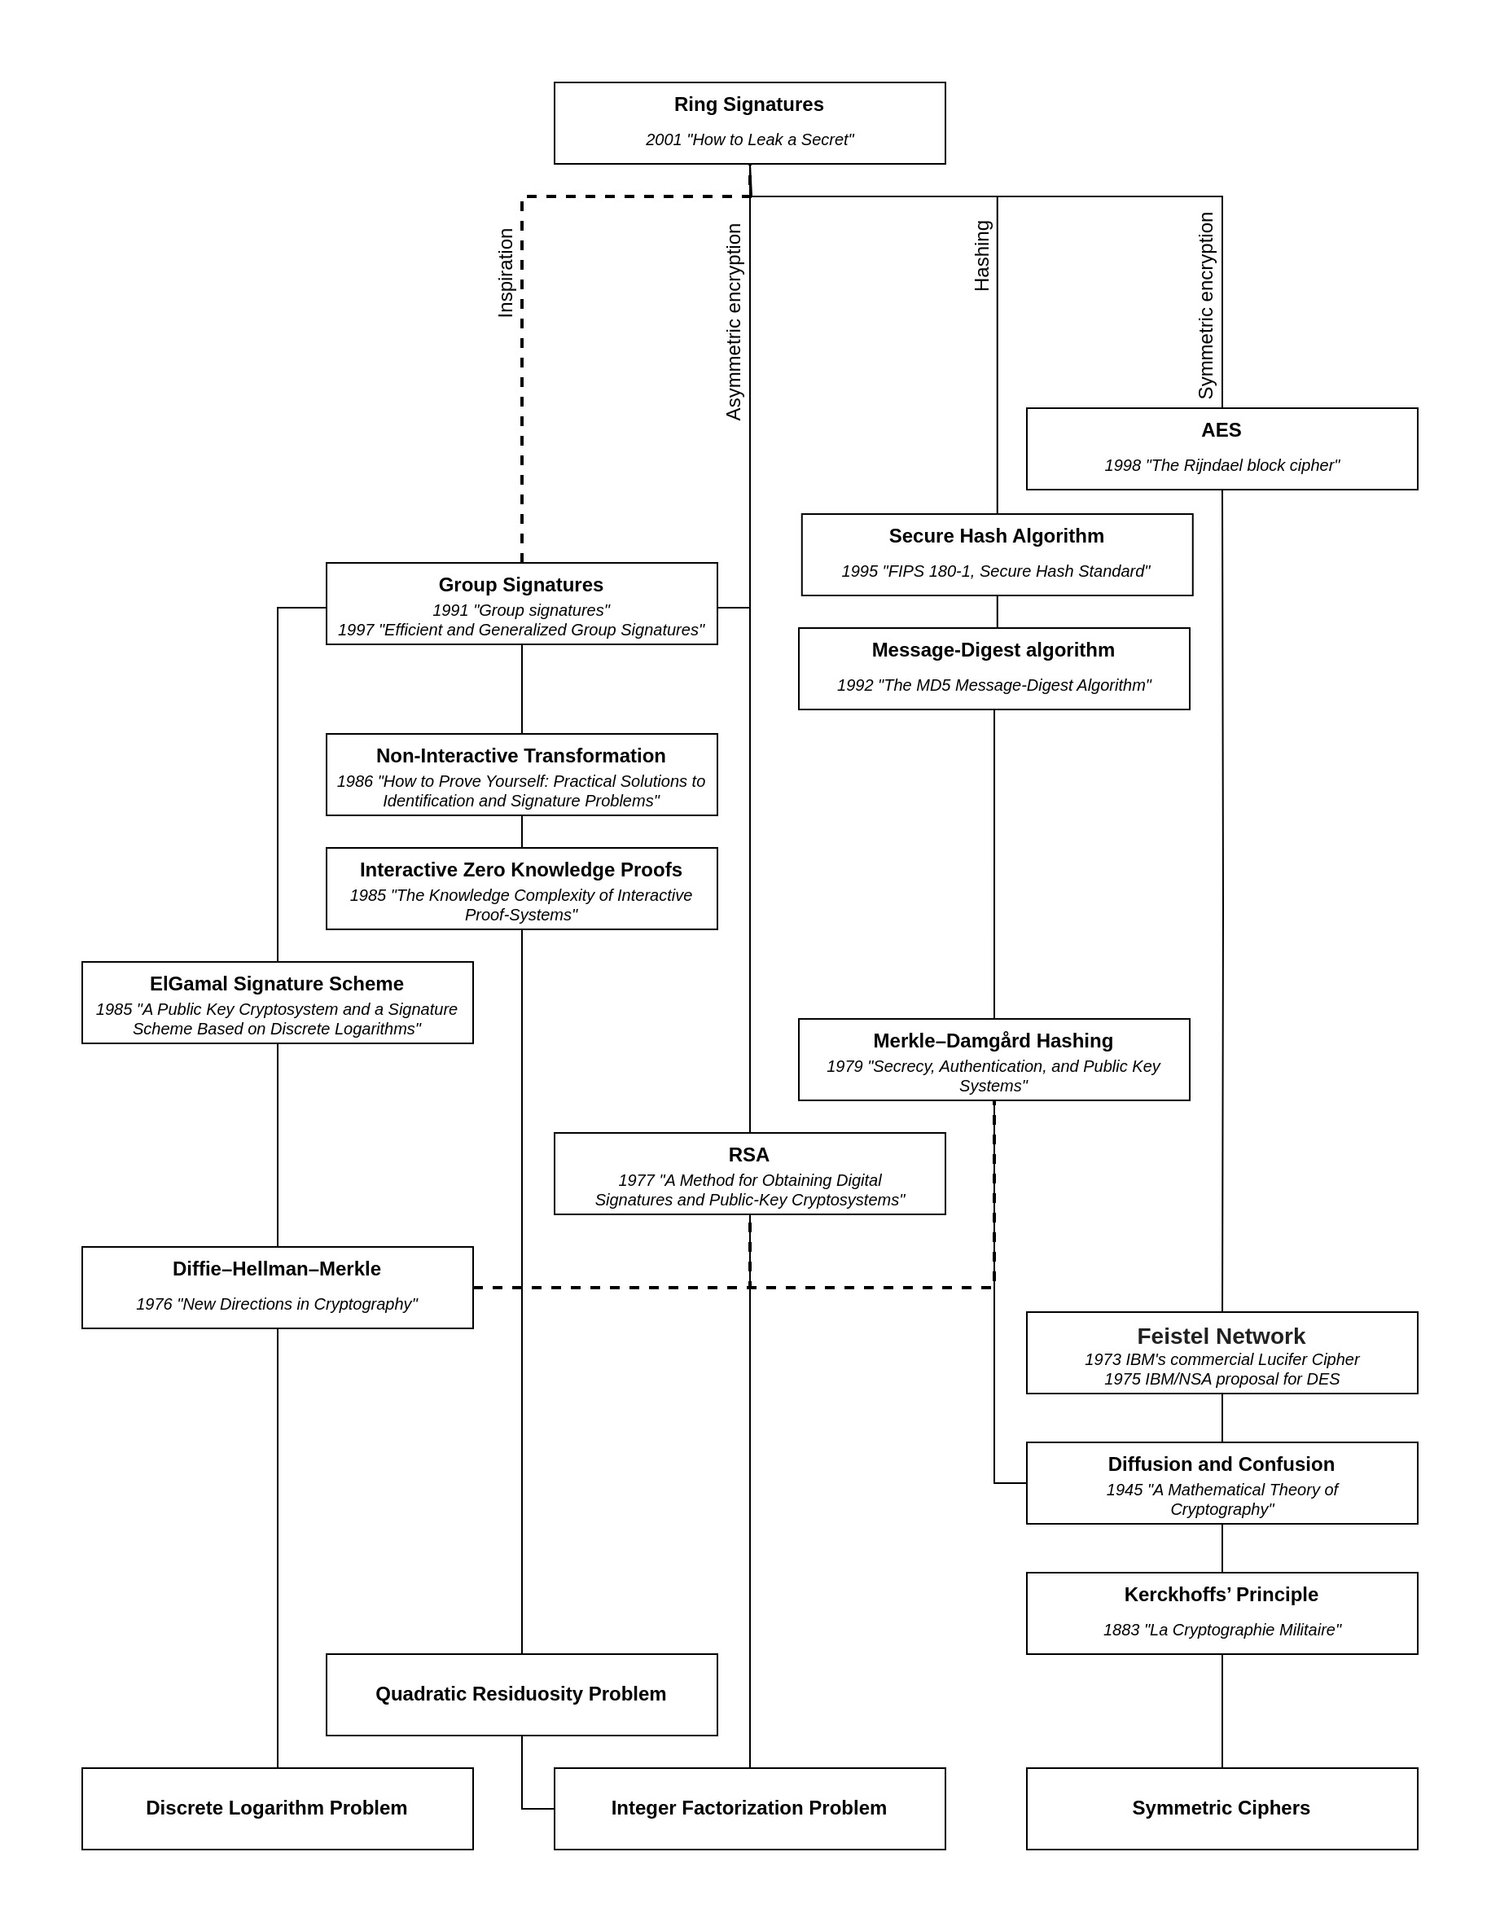 Ring Signatures
2001 "How to Leak a Secret"
Inspiration
Asymmetric encryption
Hashing
Symmetric encryption
AES
1998 "The Rijndael block cipher"
Secure Hash Algorithm
1995 "FIPS 180-1, Secure Hash Standard"
Group Signatures
1991 "Group signatures"
1997 "Efficient and Generalized Group Signatures"
Message-Digest algorithm
1992 "The MD5 Message-Digest Algorithm"
Non-Interactive Transformation
1986 "How to Prove Yourself: Practical Solutions to
Identification and Signature Problems"
Interactive Zero Knowledge Proofs
1985 "The Knowledge Complexity of Interactive
Proof-Systems"
ElGamal Signature Scheme
1985 "A Public Key Cryptosystem and a Signature
Scheme Based on Discrete Logarithms"
Merkle–Damgård Hashing
1979 "Secrecy, Authentication, and Public Key
Systems"
RSA
1977 "A Method for Obtaining Digital
Signatures and Public-Key Cryptosystems"
Diffie–Hellman–Merkle
1976 "New Directions in Cryptography"
Feistel Network
1973 IBM's commercial Lucifer Cipher
1975 IBM/NSA proposal for DES
Diffusion and Confusion
1945 "A Mathematical Theory of
Cryptography"
Kerckhoffs’ Principle
1883 "La Cryptographie Militaire"
Quadratic Residuosity Problem
Discrete Logarithm Problem
Integer Factorization Problem
Symmetric Ciphers